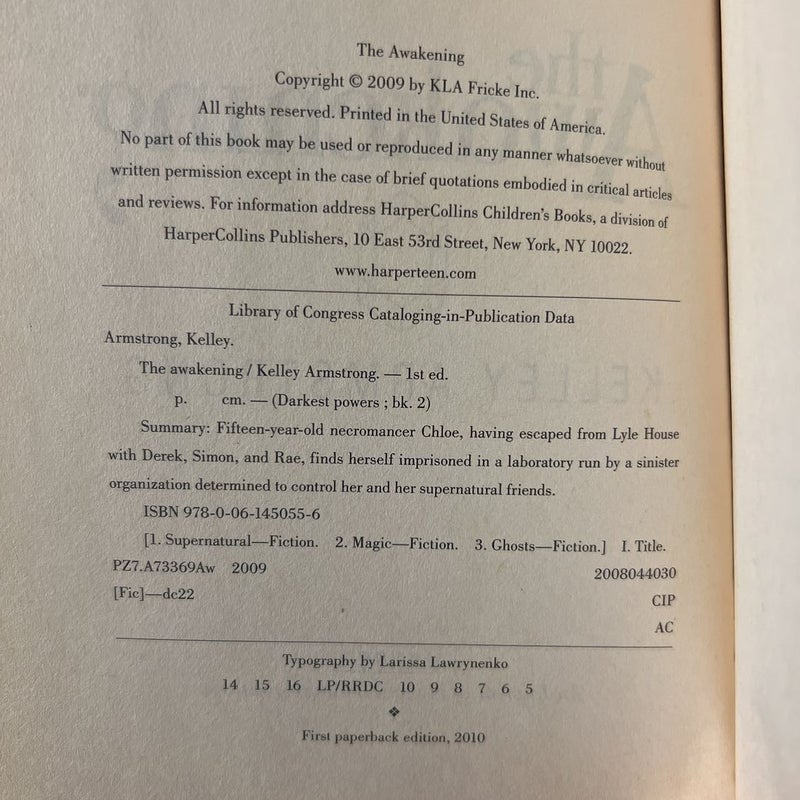 The Awakening
Copyright © 2009 by KLA Fricke Inc.
All rights reserved. Printed in the United States of America.
No part of this book may be used or reproduced in any manner whatsoever without
written permission except in the case of brief quotations embodied in critical articles
and reviews. For information address HarperCollins Children's Books, a division of
HarperCollins Publishers, 10 East 53rd Street, New York, NY 10022.
www.harperteen.com
Library of Congress Cataloging-in-Publication Data
Armstrong, Kelley.
The awakening / Kelley Armstrong. — 1st ed.
p. cm. — (Darkest powers ; bk. 2)
Summary: Fifteen-year-old necromancer Chloe, having escaped from Lyle House
with Derek, Simon, and Rae, finds herself imprisoned in a laboratory run by a sinister
organization determined to control her and her supernatural friends.
ISBN 978-0-06-145055-6
[1. Supernatural—Fiction. 2. Magic—Fiction. 3. Ghosts—Fiction.] I. Title.
PZ7.A73369Aw 2009 2008044030
[Fic]—dc22 CIP
AC
Typography by Larissa Lawrynenko
14 15 16 LP/RRDC 10 9 8 7 6 5
❖
First paperback edition, 2010